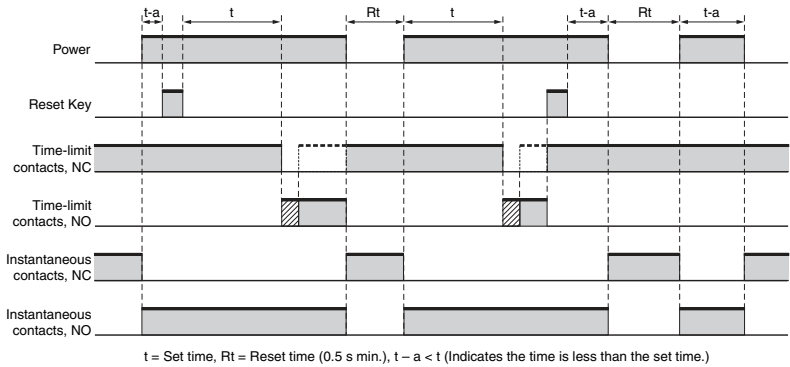 t-a t Rt t t-a Rt t-a
Power
Reset Key
Time-limit
contacts, NC
Time-limit
contacts, NO
Instantaneous
contacts, NC
Instantaneous
contacts, NO
t = Set time, Rt = Reset time (0.5 s min.), t – a < t (Indicates the time is less than the set time.)